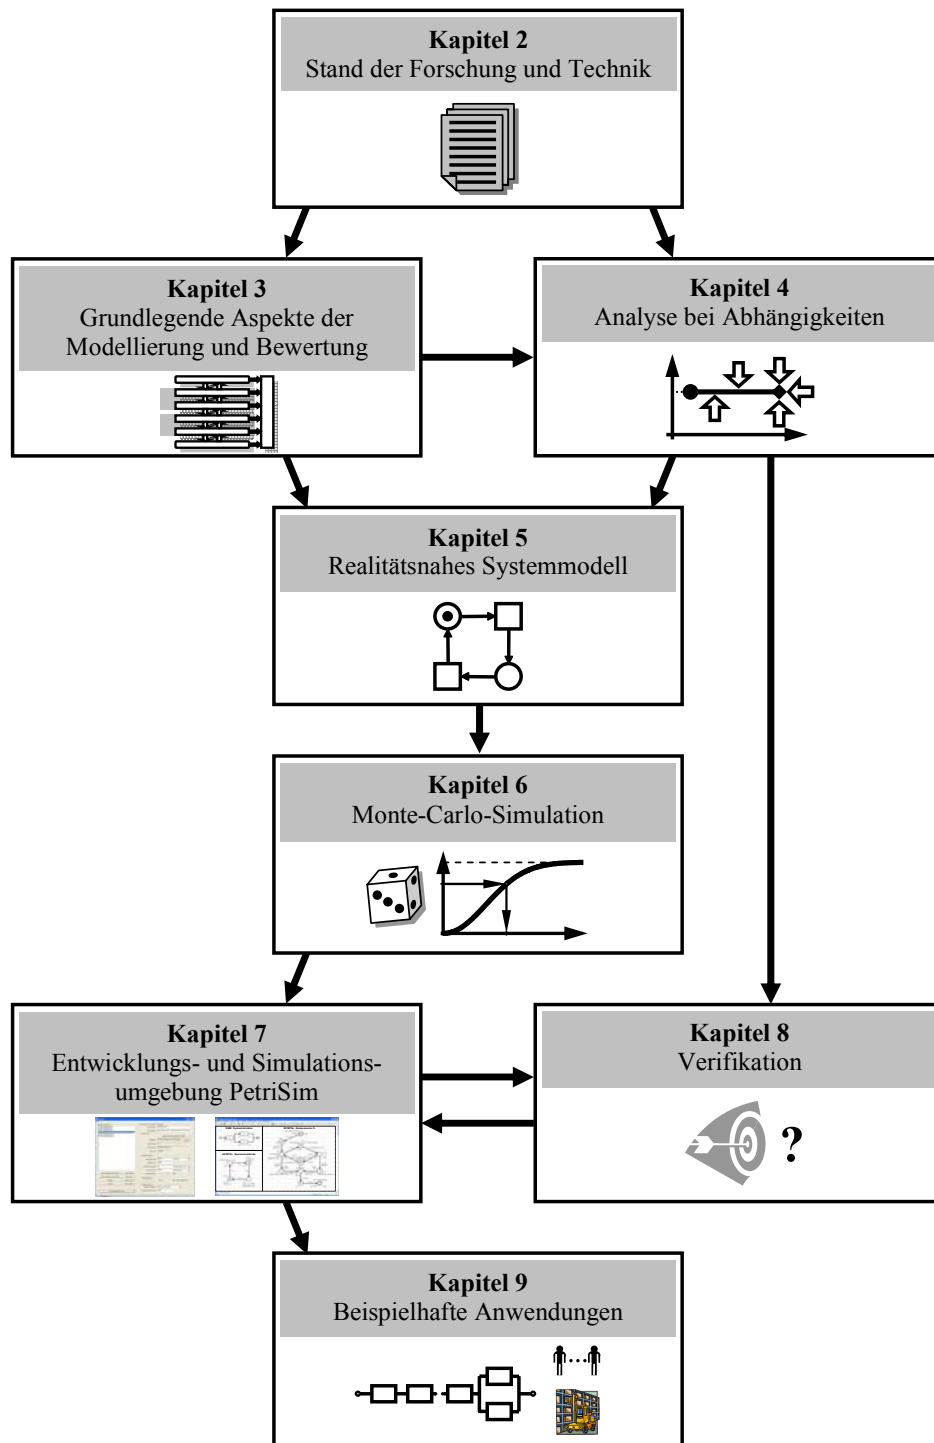 Kapitel 2
Stand der Forschung und Technik
Kapitel 3
Grundlegende Aspekte der
Modellierung und Bewertung
Kapitel 4
Analyse bei Abhängigkeiten
Kapitel 5
Realitätsnahes Systemmodell
Kapitel 6
Monte-Carlo-Simulation
Kapitel 7
Entwicklungs- und Simulations-
umgebung PetriSim
Kapitel 8
Verifikation
?
Kapitel 9
Beispielhafte Anwendungen